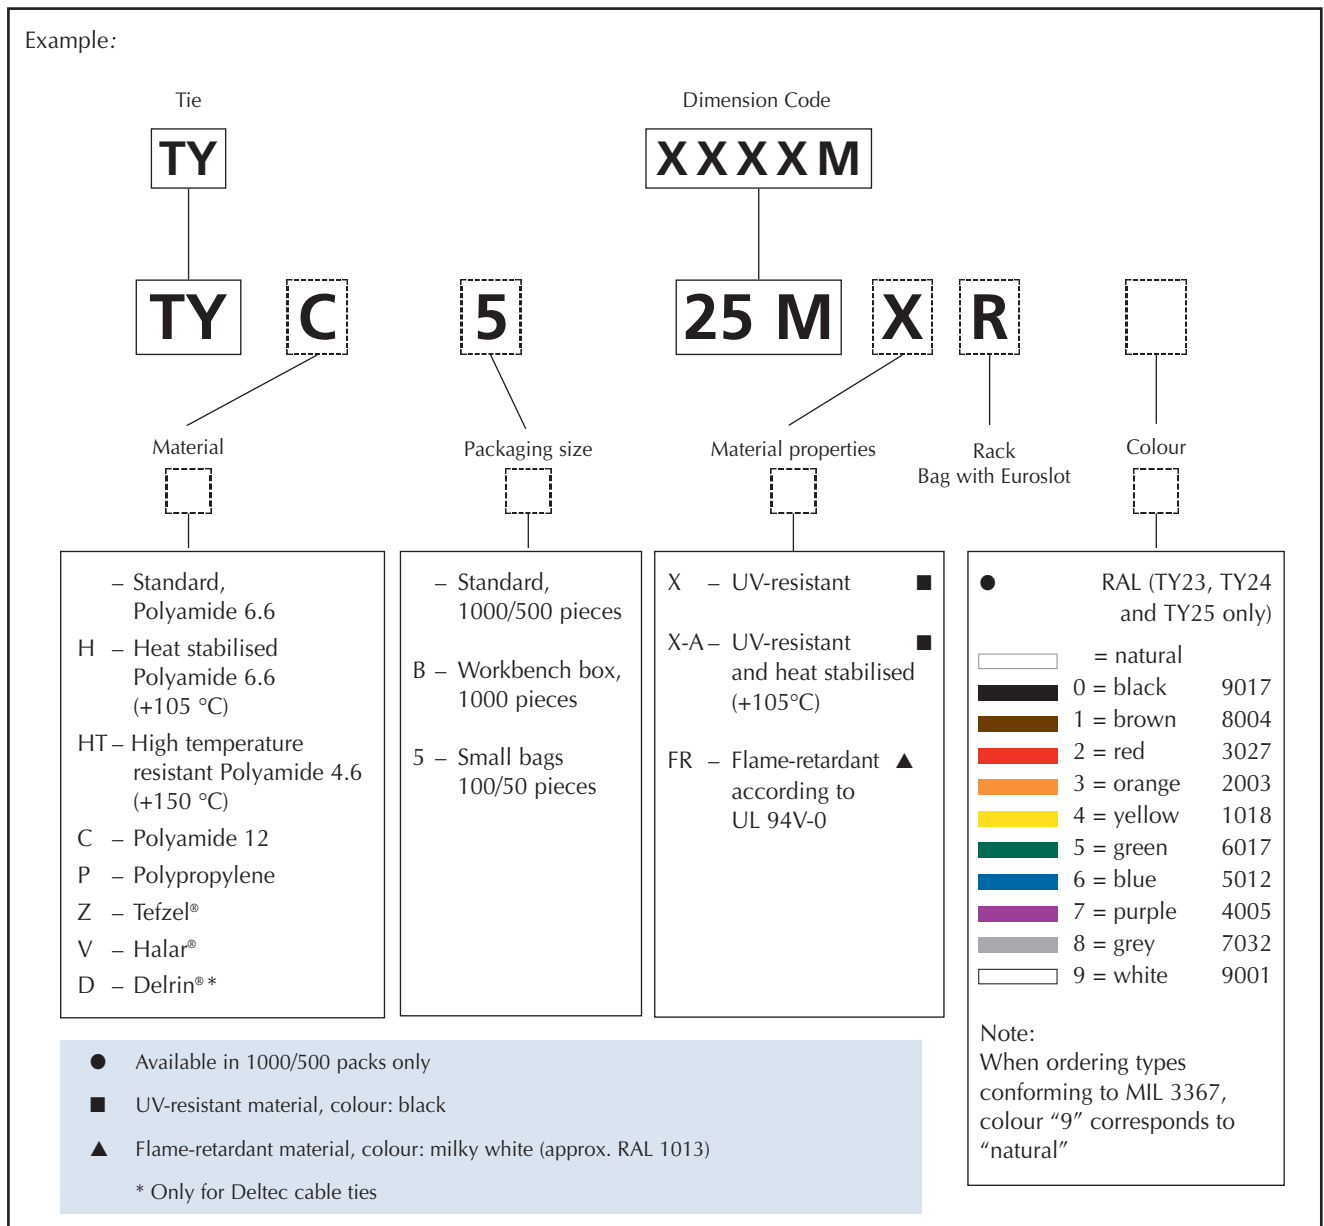 Example:
Tie
Dimension Code
TY
XXXXM
TY C 5 25 M X R
Material
Packaging size
Material properties
Rack
Bag with Euroslot
Colour
– Standard,
Polyamide 6.6
H – Heat stabilised
Polyamide 6.6
(+105 °C)
HT – High temperature
resistant Polyamide 4.6
(+150 °C)
C – Polyamide 12
P – Polypropylene
Z – Tefzel®
V – Halar®
D – Delrin® *
– Standard,
1000/500 pieces
B – Workbench box,
1000 pieces
5 – Small bags
100/50 pieces
X – UV-resistant ■
X-A – UV-resistant ■
and heat stabilised
(+105°C)
FR – Flame-retardant ▲
according to
UL 94V-0
● RAL (TY23, TY24
and TY25 only)
= natural
0 = black 9017
1 = brown 8004
2 = red 3027
3 = orange 2003
4 = yellow 1018
5 = green 6017
6 = blue 5012
7 = purple 4005
8 = grey 7032
9 = white 9001
Note:
When ordering types
conforming to MIL 3367,
colour “9” corresponds to
“natural”
● Available in 1000/500 packs only
■ UV-resistant material, colour: black
▲ Flame-retardant material, colour: milky white (approx. RAL 1013)
* Only for Deltec cable ties